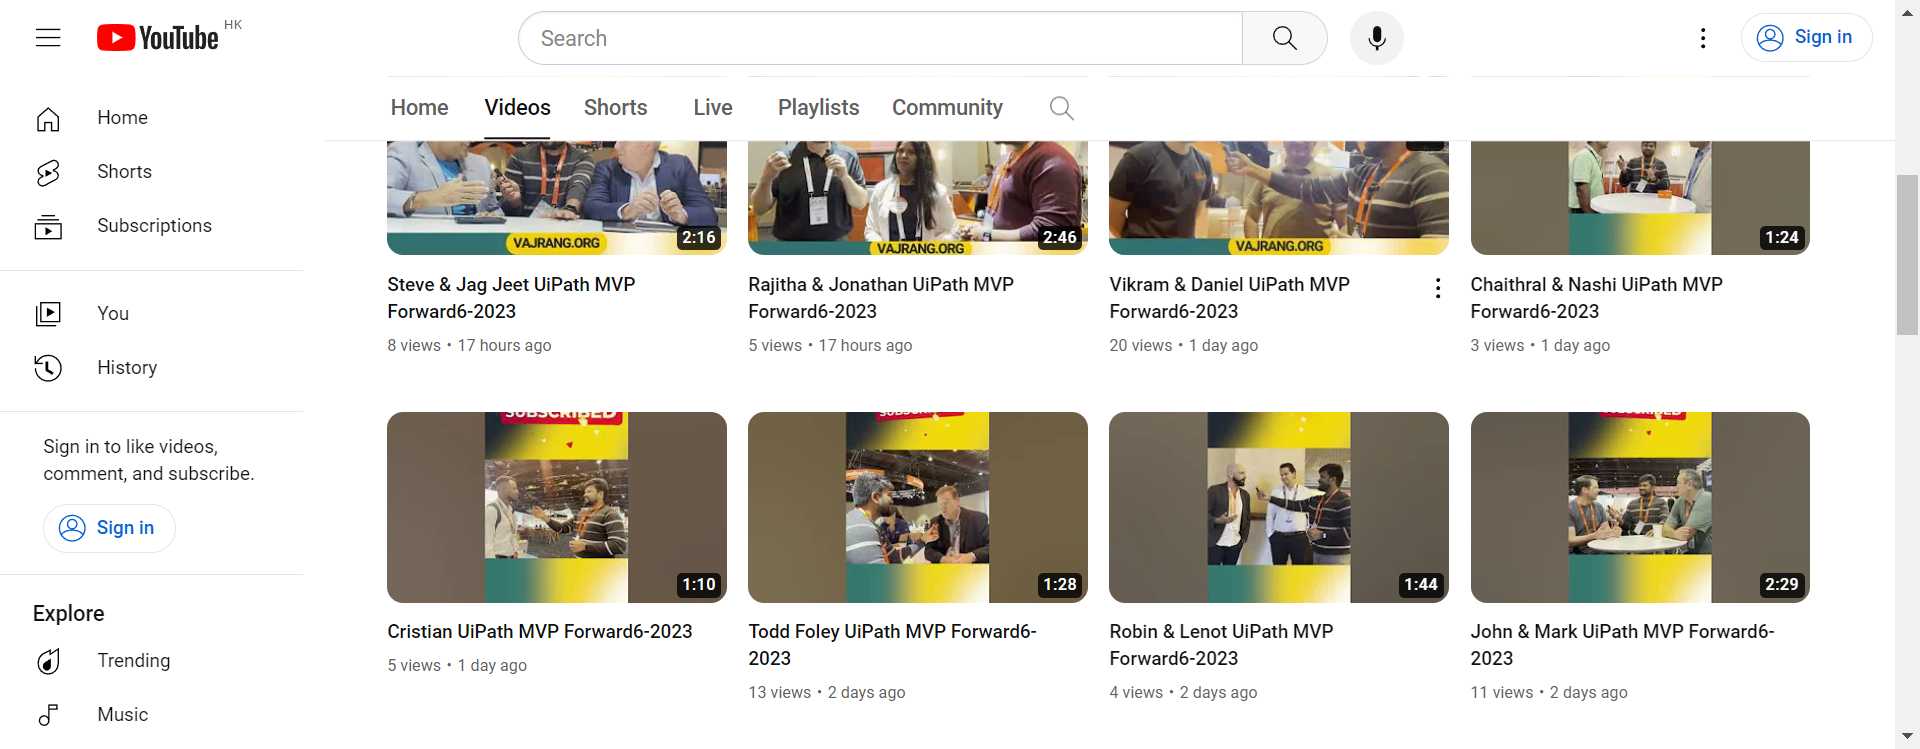 YouTube HK
Search
Sign in
Home
Shorts
Subscriptions
You
History
Sign in to like videos,
comment, and subscribe.
Sign in
Explore
Trending
Music
Home Videos Shorts Live Playlists Community
VAJRANG.ORG
2:16
VAJRANG.ORG
2:46
VAJRANG.ORG
1:24
Steve & Jag Jeet UiPath MVP
Forward6-2023
8 views • 17 hours ago
Rajitha & Jonathan UiPath MVP
Forward6-2023
5 views • 17 hours ago
Vikram & Daniel UiPath MVP
Forward6-2023
20 views • 1 day ago
Chaithral & Nashi UiPath MVP
Forward6-2023
3 views • 1 day ago
SUBSCRIBED
1:10
SUBSCRIBED
1:28
1:44
SUBSCRIBED
2:29
Cristian UiPath MVP Forward6-2023
5 views • 1 day ago
Todd Foley UiPath MVP Forward6-
2023
13 views • 2 days ago
Robin & Lenot UiPath MVP
Forward6-2023
4 views • 2 days ago
John & Mark UiPath MVP Forward6-
2023
11 views • 2 days ago